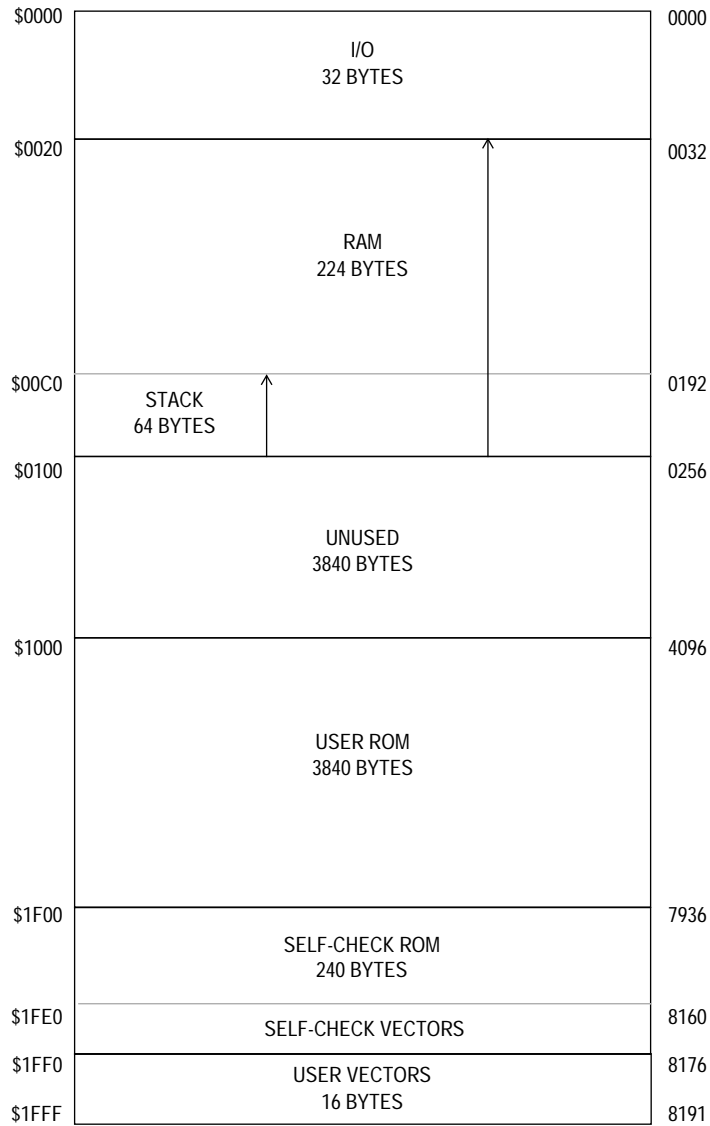 $0000
0000
I/O
32 BYTES
$0020
0032
RAM
224 BYTES
$00C0
0192
STACK
64 BYTES
$0100
0256
UNUSED
3840 BYTES
$1000
4096
USER ROM
3840 BYTES
$1F00
7936
SELF-CHECK ROM
240 BYTES
$1FE0
8160
SELF-CHECK VECTORS
$1FF0
8176
USER VECTORS
16 BYTES
$1FFF
8191